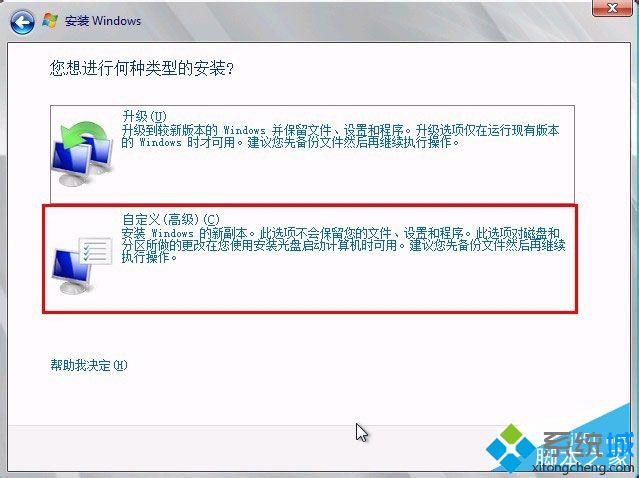 安装 Windows
您想进行何种类型的安装?
升级(U)
升级到较新版本的 Windows 并保留文件、设置和程序。升级选项仅在运行现有版本
的 Windows 时才可用。建议您先备份文件然后再继续执行操作。
自定义(高级)(C)
安装 Windows 的新副本。此选项不会保留您的文件、设置和程序。此选项对磁盘和
分区所做的更改在您使用安装光盘启动计算机时可用。建议您先备份文件然后再继续
执行操作。
帮助我决定(H)
系统城
脚本之家
xitongcheng.com